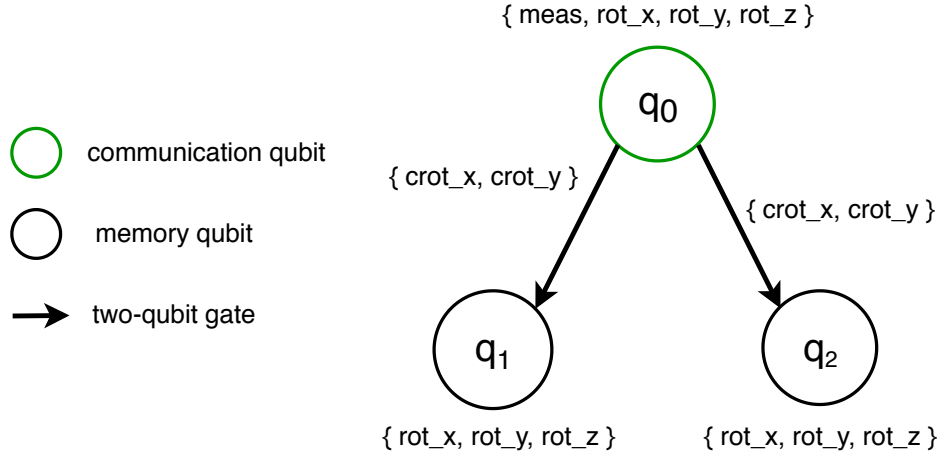 { meas, rot_x, rot_y, rot_z }
q0
communication qubit
{ crot_x, crot_y }
{ crot_x, crot_y }
memory qubit
two-qubit gate
q1
q2
{ rot_x, rot_y, rot_z }
{ rot_x, rot_y, rot_z }